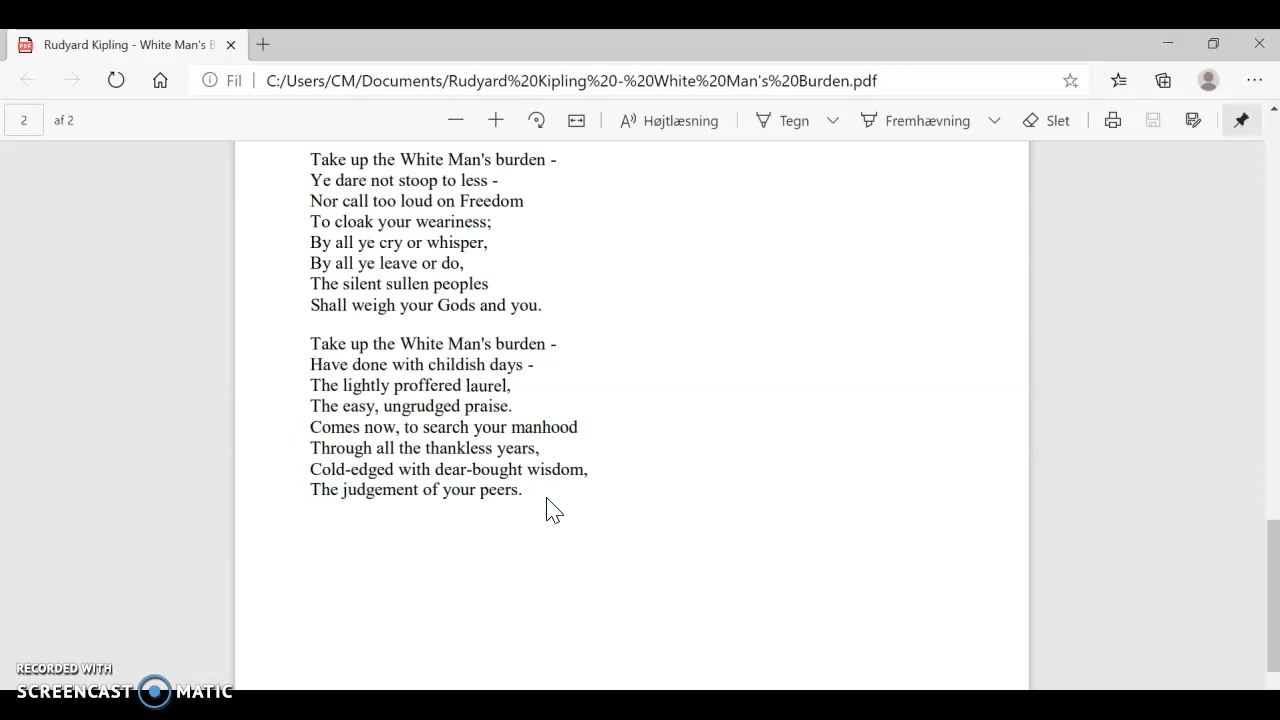 Rudyard Kipling - White Man's B
Fil C:/Users/CM/Documents/Rudyard%20Kipling%20-%20White%20Man's%20Burden.pdf
2 af 2 Højtlæsning Tegn Fremhævning Slet
Take up the White Man's burden -
Ye dare not stoop to less -
Nor call too loud on Freedom
To cloak your weariness;
By all ye cry or whisper,
By all ye leave or do,
The silent sullen peoples
Shall weigh your Gods and you.
Take up the White Man's burden -
Have done with childish days -
The lightly proffered laurel,
The easy, ungrudged praise.
Comes now, to search your manhood
Through all the thankless years,
Cold-edged with dear-bought wisdom,
The judgement of your peers.
RECORDED WITH
SCREENCAST MATIC